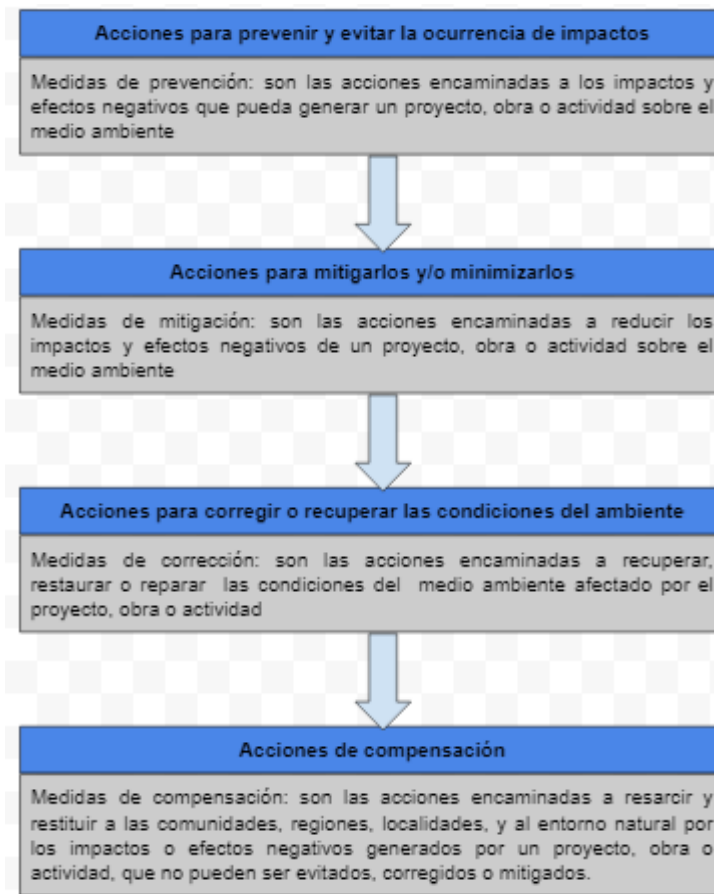 Acciones para prevenir y evitar la ocurrencia de impactos
Medidas de prevención: son las acciones encaminadas a los impactos y
efectos negativos que pueda generar un proyecto, obra o actividad sobre el
medio ambiente
Acciones para mitigarlos y/o minimizarlos
Medidas de mitigación: son las acciones encaminadas a reducir los
impactos y efectos negativos de un proyecto, obra o actividad sobre el
medio ambiente
Acciones para corregir o recuperar las condiciones del ambiente
Medidas de corrección: son las acciones encaminadas a recuperar,
restaurar o reparar las condiciones del medio ambiente afectado por el
proyecto, obra o actividad
Acciones de compensación
Medidas de compensación: son las acciones encaminadas a resarcir y
restituir a las comunidades, regiones, localidades, y al entorno natural por
los impactos o efectos negativos generados por un proyecto, obra o
actividad, que no pueden ser evitados, corregidos o mitigados.